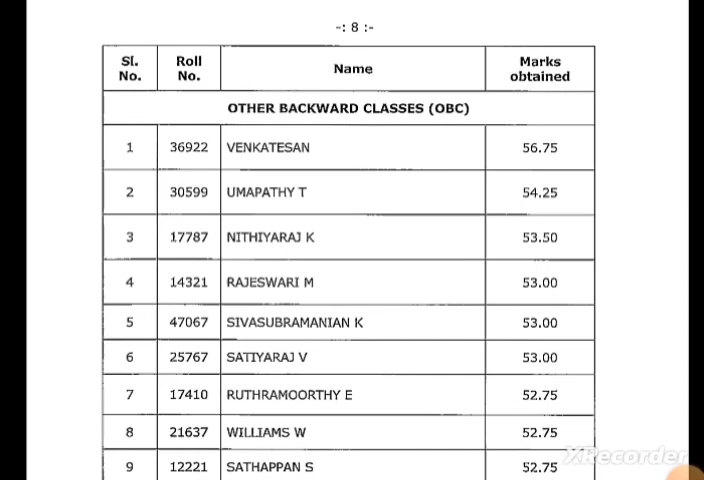 -: 8 :-
Sl. No. Roll No. Name Marks obtained
OTHER BACKWARD CLASSES (OBC)
1 36922 VENKATESAN 56.75
2 30599 UMAPATHY T 54.25
3 17787 NITHIYARAJ K 53.50
4 14321 RAJESWARI M 53.00
5 47067 SIVASUBRAMANIAN K 53.00
6 25767 SATIYARAJ V 53.00
7 17410 RUTHRAMOORTHY E 52.75
8 21637 WILLIAMS W 52.75
9 12221 SATHAPPAN S 52.75
XRecorder